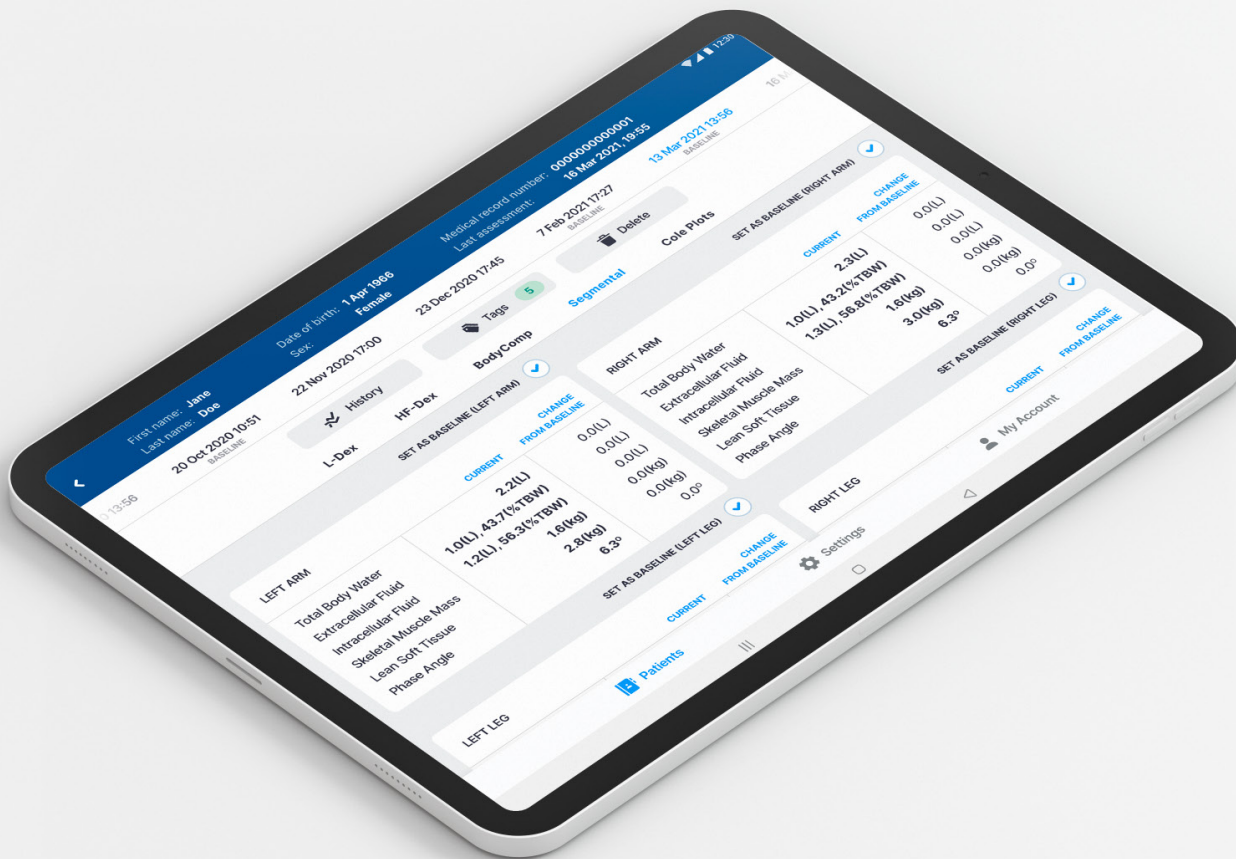 12:30
First name: Jane
Last name: Doe
Date of birth: 1 Apr 1966
Sex: Female
Medical record number: 0000000000001
Last assessment: 16 Mar 2021, 19:55
13:56
20 Oct 2020 10:51
BASELINE
22 Nov 2020 17:00
23 Dec 2020 17:45
7 Feb 2021 17:27
BASELINE
13 Mar 2021 13:56
BASELINE
16
History
Tags 5
Delete
L-Dex
HF-Dex
BodyComp
Segmental
Cole Plots
SET AS BASELINE (LEFT ARM)
LEFT ARM
CURRENT
CHANGE
FROM BASELINE
Total Body Water 2.2(L) 0.0(L)
Extracellular Fluid 1.0(L), 43.7(%TBW) 0.0(L)
Intracellular Fluid 1.2(L), 56.3(%TBW) 0.0(L)
Skeletal Muscle Mass 1.6(kg) 0.0(kg)
Lean Soft Tissue 2.8(kg) 0.0(kg)
Phase Angle 6.3° 0.0°
SET AS BASELINE (RIGHT ARM)
RIGHT ARM
CURRENT
CHANGE
FROM BASELINE
Total Body Water 2.3(L) 0.0(L)
Extracellular Fluid 1.0(L), 43.2(%TBW) 0.0(L)
Intracellular Fluid 1.3(L), 56.8(%TBW) 0.0(L)
Skeletal Muscle Mass 1.6(kg) 0.0(kg)
Lean Soft Tissue 3.0(kg) 0.0(kg)
Phase Angle 6.3° 0.0°
SET AS BASELINE (LEFT LEG)
LEFT LEG
CURRENT
CHANGE
FROM BASELINE
SET AS BASELINE (RIGHT LEG)
RIGHT LEG
CURRENT
CHANGE
FROM BASELINE
Patients
Settings
My Account